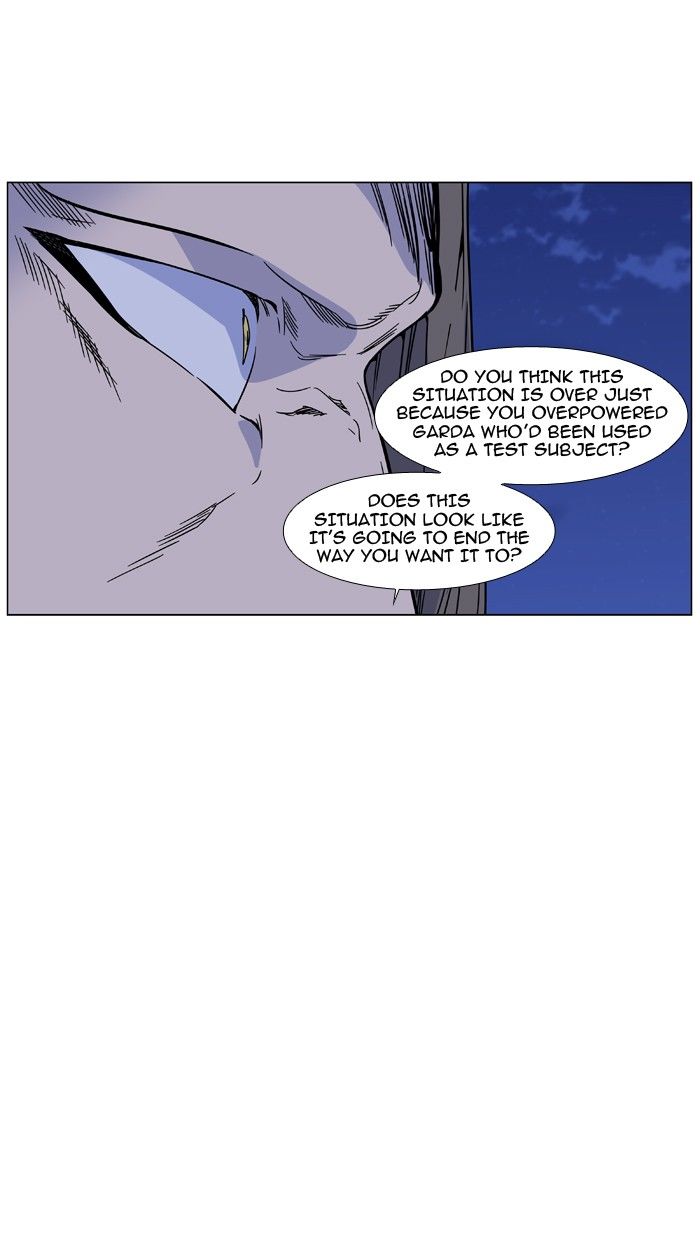 DO YOU THINK THIS
SITUATION IS OVER JUST
BECAUSE YOU OVERPOWERED
GARDA WHO'D BEEN USED
AS A TEST SUBJECT?
DOES THIS
SITUATION LOOK LIKE
IT'S GOING TO END THE
WAY YOU WANT IT TO?